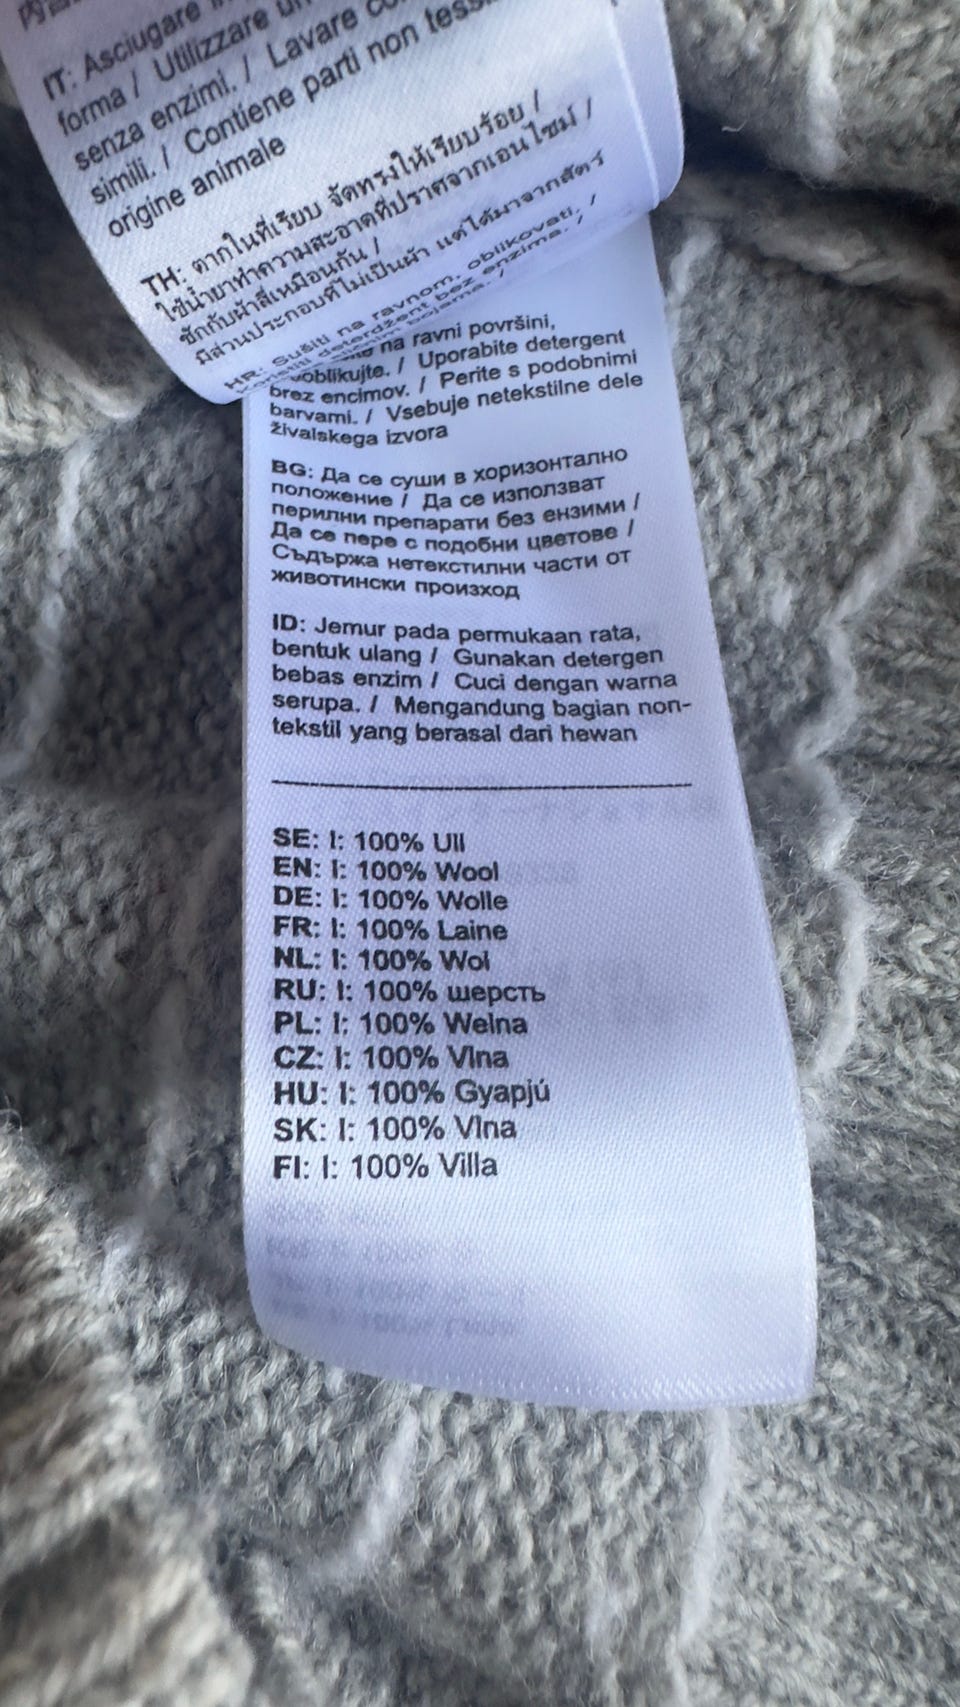 IT: Asciugare
forma / Utilizzare
senza enzimi. / Lavare
simili. / Contiene parti non
origine animale
TH: ตากในที่เรียบ จัดทรงให้เรียบร้อย /
ใช้น้ำยาทำความสะอาดที่ปราศจากเอนไซม์ /
ซักกับผ้าสีเหมือนกัน /
มีส่วนประกอบที่ไม่เป็นผ้า แต่ได้มาจากสัตว์
HR: Sušiti na ravnom, oblikovati. /
Koristiti deterdžent bez enzima. /
bojama. /
na ravni površini,
/ Uporabite detergent
brez encimov. / Perite s podobnimi
barvami. / Vsebuje netekstilne dele
živalskega izvora
BG: Да се суши в хоризонтално
положение / Да се използват
перилни препарати без ензими /
Да се пере с подобни цветове /
Съдържа нетекстилни части от
животински произход
ID: Jemur pada permukaan rata,
bentuk ulang / Gunakan detergen
bebas enzim / Cuci dengan warna
serupa. / Mengandung bagian non-
tekstil yang berasal dari hewan
SE: I: 100% Ull
EN: I: 100% Wool
DE: I: 100% Wolle
FR: I: 100% Laine
NL: I: 100% Wol
RU: I: 100% шерсть
PL: I: 100% Wełna
CZ: I: 100% Vlna
HU: I: 100% Gyapjú
SK: I: 100% Vlna
FI: I: 100% Villa